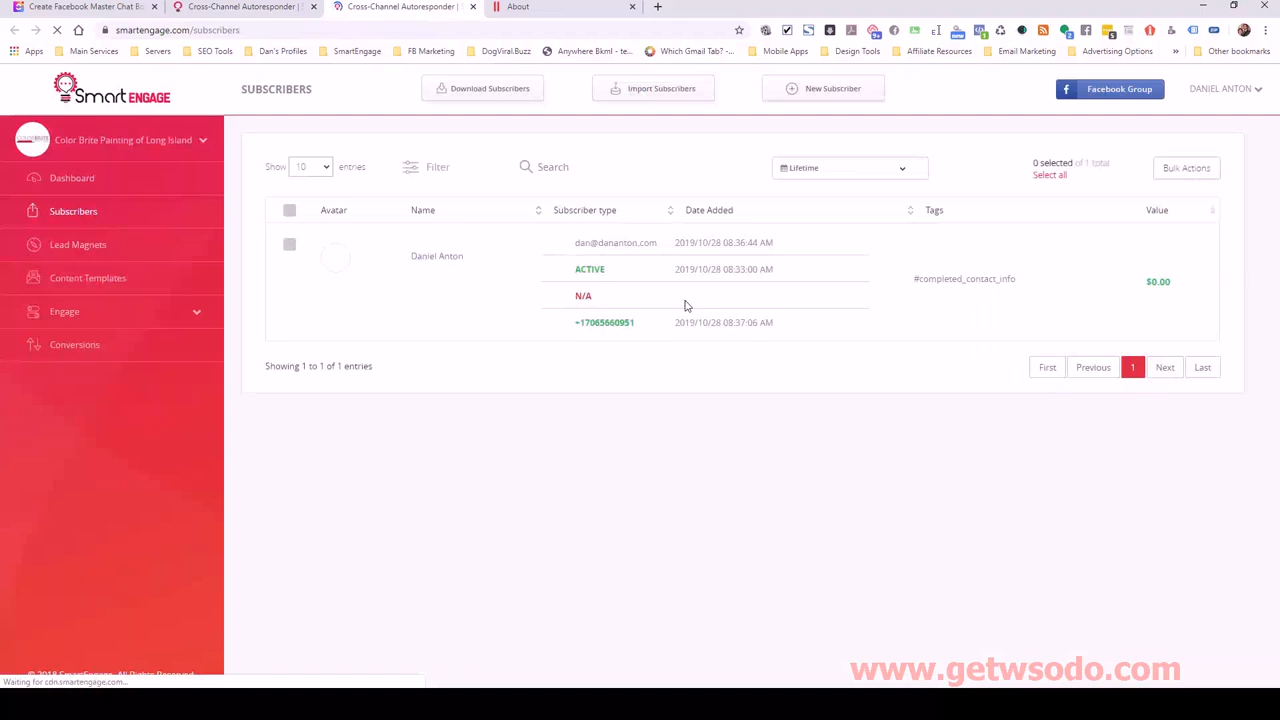 Create Facebook Master Chat Bo
Cross-Channel Autoresponder | S
Cross-Channel Autoresponder |
About
smartengage.com/subscribers
Apps Main Services Servers SEO Tools Dan's Profiles SmartEngage FB Marketing DogViral.Buzz Anywhere Bkml - te... Which Gmail Tab? -... Mobile Apps Design Tools Affiliate Resources Email Marketing Advertising Options » Other bookmarks
Smart ENGAGE
SUBSCRIBERS
Download Subscribers
Import Subscribers
New Subscriber
Facebook Group
DANIEL ANTON
Color Brite Painting of Long Island
Dashboard
Subscribers
Lead Magnets
Content Templates
Engage
Conversions
© 2018 SmartEngage. All Rights Reserved
Show 10 entries
Filter
Search
Lifetime
0 selected of 1 total
Select all
Bulk Actions
Avatar Name Subscriber type Date Added Tags Value
Daniel Anton
dan@dananton.com 2019/10/28 08:36:44 AM
ACTIVE 2019/10/28 08:33:00 AM
N/A
+17065660951 2019/10/28 08:37:06 AM
#completed_contact_info
$0.00
Showing 1 to 1 of 1 entries
First Previous 1 Next Last
Waiting for cdn.smartengage.com...
www.getwsodo.com